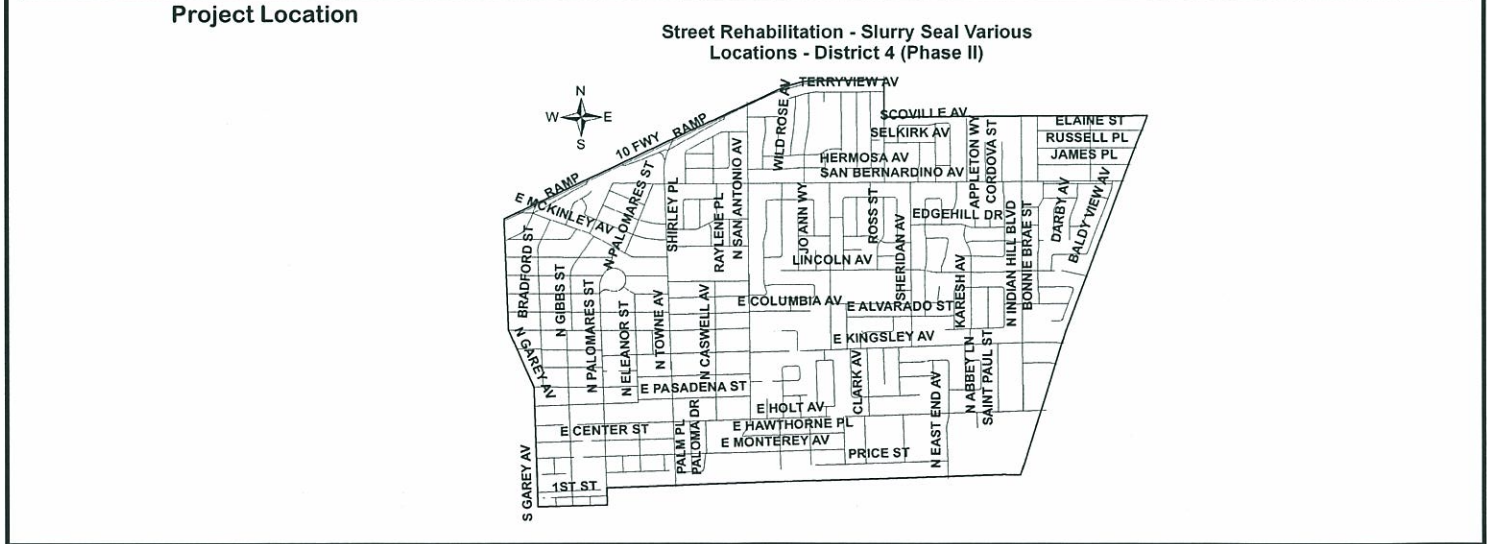 Project Location
Street Rehabilitation - Slurry Seal Various
Locations - District 4 (Phase II)
N
W
E
S
TERRYVIEW AV
WILD ROSE AV
SCOVILLE AV
SELKIRK AV
APPLETON WY
CORDOVA ST
ELAINE ST
RUSSELL PL
JAMES PL
10 FWY
RAMP
RAMP
HERMOSA AV
SAN BERNARDINO AV
E MCKINLEY AV
N PALOMARES ST
SHIRLEY PL
RAYLENE PL
N SAN ANTONIO AV
JO ANN WY
ROSS ST
SHERIDAN AV
EDGEHILL DR
N INDIAN HILL BLVD
BONNIE BRAE ST
DARBY AV
BALDY VIEW AV
LINCOLN AV
BRADFORD ST
N GIBBS ST
N PALOMARES ST
N ELEANOR ST
N TOWNE AV
N CASWELL AV
E COLUMBIA AV
E ALVARADO ST
KARESH AV
E KINGSLEY AV
N GAREY AV
E PASADENA ST
CLARK AV
N EAST END AV
N ABBEY LN
SAINT PAUL ST
E HOLT AV
E CENTER ST
PALM PL
PALOMA DR
E HAWTHORNE PL
E MONTEREY AV
PRICE ST
S GAREY AV
1ST ST